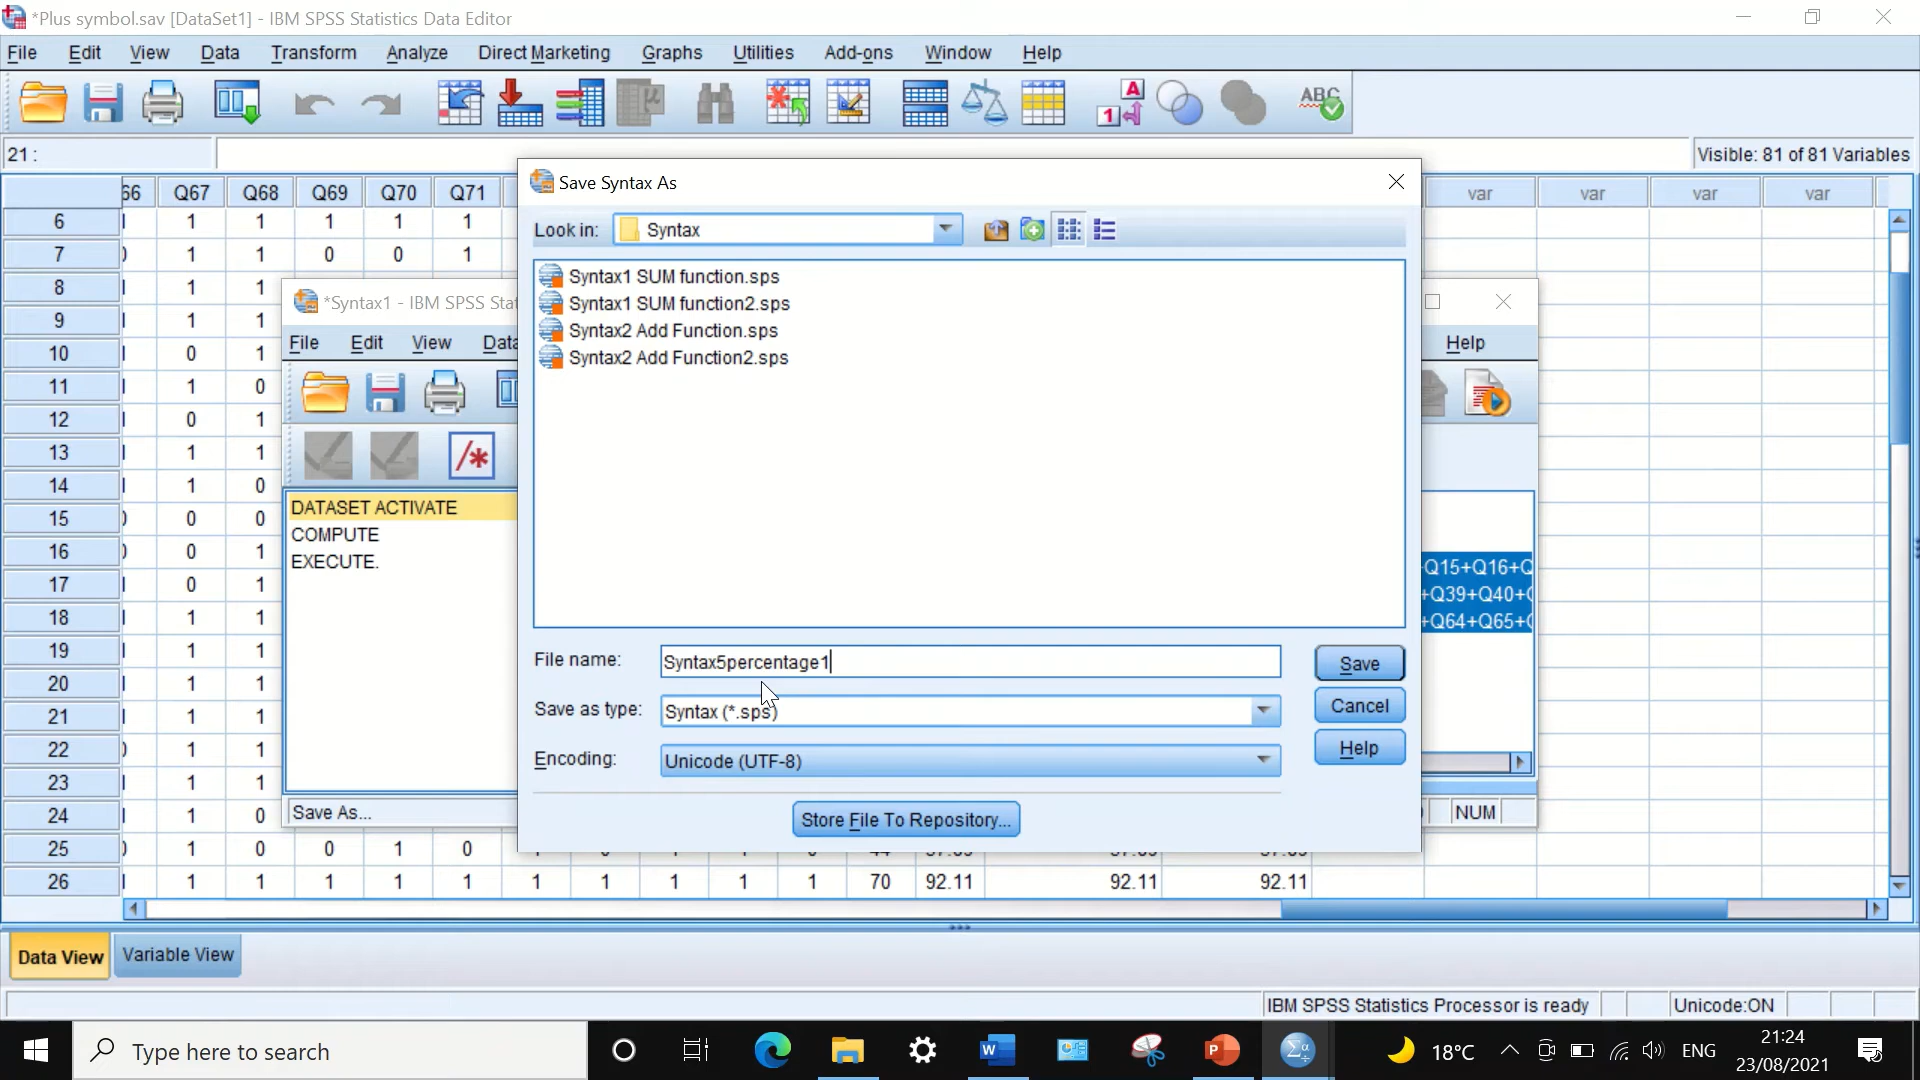 *Plus symbol.sav [DataSet1] - IBM SPSS Statistics Data Editor
File Edit View Data Transform Analyze Direct Marketing Graphs Utilities Add-ons Window Help
21 :
Visible: 81 of 81 Variables
66 Q67 Q68 Q69 Q70 Q71 var var var var
6 1 1 1 1 1
7 1 1 0 0 1
8 1 1
9 1 1
10 0 1
11 1 0
12 0 1
13 1 1
14 1 0
15 0 0
16 0 1
17 0 1
18 1 1
19 1 1
20 1 1
21 1 1
22 1 1
23 1 1
24 1 0
25 1 0 0 1 0
26 1 1 1 1 1 1 1 1 1 1 70 92.11 92.11 92.11
*Syntax1 - IBM SPSS Stat
File Edit View Data Help
DATASET ACTIVATE
COMPUTE
EXECUTE.
Q15+Q16+Q
+Q39+Q40+
+Q64+Q65+
Save As...
NUM
Save Syntax As
Look in: Syntax
Syntax1 SUM function.sps
Syntax1 SUM function2.sps
Syntax2 Add Function.sps
Syntax2 Add Function2.sps
File name: Syntax5percentage1 Save
Save as type: Syntax (*.sps) Cancel
Encoding: Unicode (UTF-8) Help
Store File To Repository...
Data View Variable View
IBM SPSS Statistics Processor is ready Unicode:ON
Type here to search
18°C ENG 21:24
23/08/2021